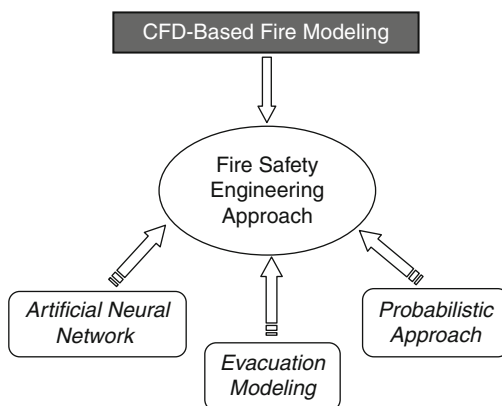 CFD-Based Fire Modeling
Fire Safety
Engineering
Approach
Artificial Neural
Network
Evacuation
Modeling
Probabilistic
Approach